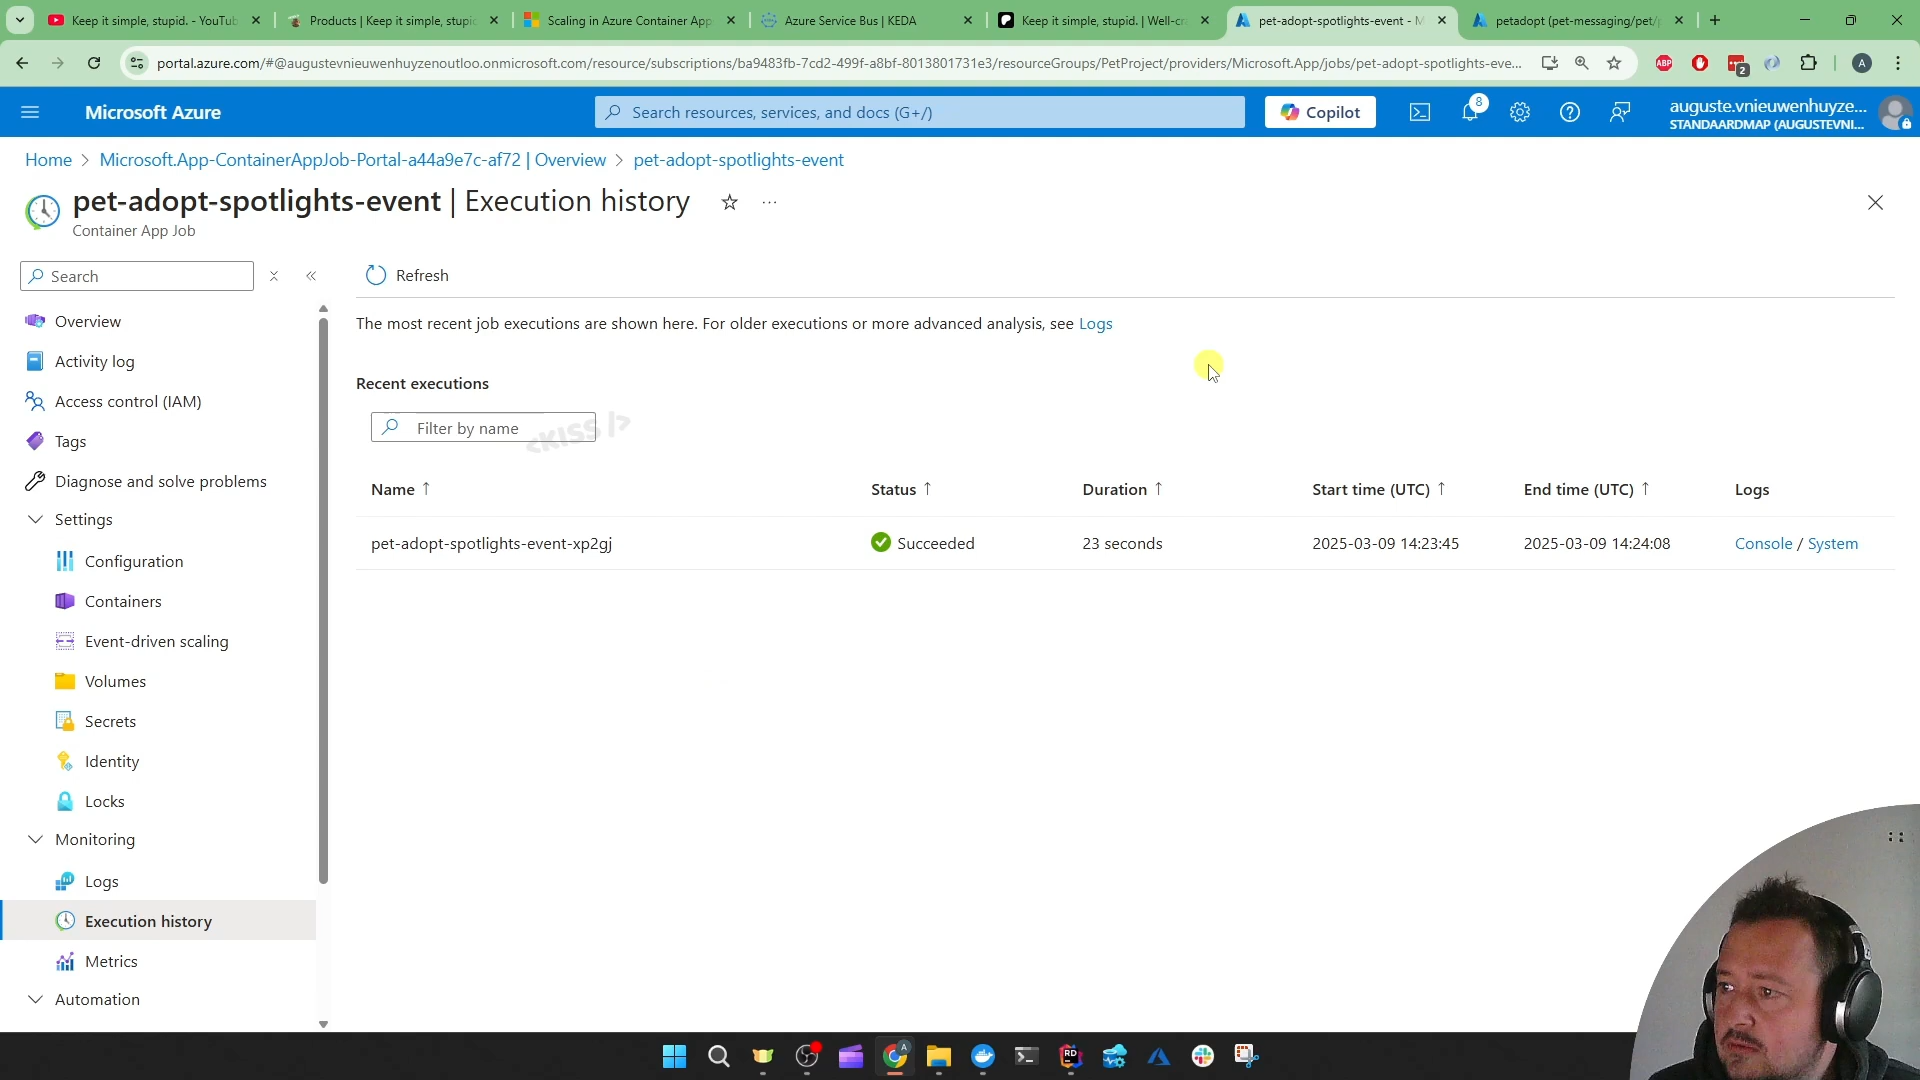 Keep it simple, stupid. - YouTub
Products | Keep it simple, stupid
Scaling in Azure Container App
Azure Service Bus | KEDA
Keep it simple, stupid. | Well-cr
pet-adopt-spotlights-event - M
petadopt (pet-messaging/pet/p
portal.azure.com/#@augustevnieuwenhuyzenoutloo.onmicrosoft.com/resource/subscriptions/ba9483fb-7cd2-499f-a8bf-8013801731e3/resourceGroups/PetProject/providers/Microsoft.App/jobs/pet-adopt-spotlights-eve...
ABP
2
A
Microsoft Azure
Search resources, services, and docs (G+/)
Copilot
8
auguste.vnieuwenhuyze...
STANDAARDMAP (AUGUSTEVNI...
Home > Microsoft.App-ContainerAppJob-Portal-a44a9e7c-af72 | Overview > pet-adopt-spotlights-event
pet-adopt-spotlights-event | Execution history
Container App Job
Search
Refresh
Overview
The most recent job executions are shown here. For older executions or more advanced analysis, see Logs
Activity log
Recent executions
Access control (IAM)
Filter by name
<KISS />
Tags
Diagnose and solve problems
Name
Status
Duration
Start time (UTC)
End time (UTC)
Logs
Settings
pet-adopt-spotlights-event-xp2gj
Succeeded
23 seconds
2025-03-09 14:23:45
2025-03-09 14:24:08
Console / System
Configuration
Containers
Event-driven scaling
Volumes
Secrets
Identity
Locks
Monitoring
Logs
Execution history
Metrics
Automation
A
RD